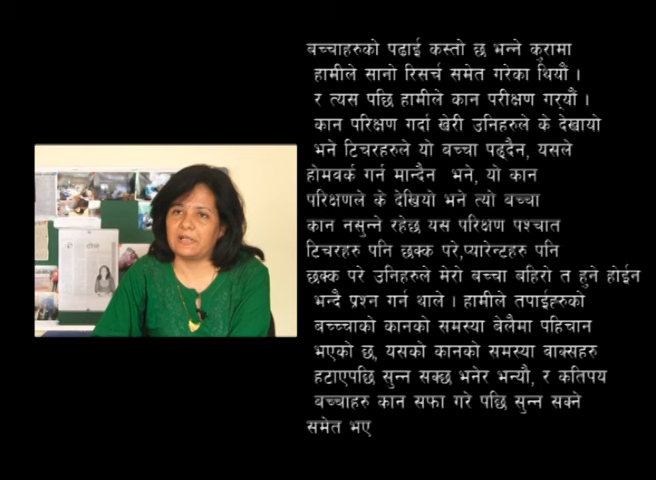 बच्चाहरुको पढाई कस्तो छ भन्ने कुरामा
हामीले सानो रिसर्च समेत गरेका थियौं ।
र त्यस पछि हामीले कान परीक्षण गर्‍यौं ।
कान परिक्षण गर्दा खेरी उनिहरुले के देखायो
भने टिचरहरुले यो बच्चा पढ्दैन, यसले
होमवर्क गर्न मान्दैन भने, यो कान
परिक्षणले के देखियो भने त्यो बच्चा
कान नसुन्ने रहेछ यस परिक्षण पश्चात
टिचरहरु पनि छक्क परे,प्यारेन्टहरु पनि
छक्क परे उनिहरुले मेरो बच्चा बहिरो त हुने होईन
भन्दै प्रश्न गर्न थाले । हामीले तपाईहरुको
बच्च्चाको कानको समस्या बेलैमा पहिचान
भएको छ, यसको कानको समस्या वाक्सहरु
हटाएपछि सुन्न सक्छ भनेर भन्यौ, र कतिपय
बच्चाहरु कान सफा गरे पछि सुन्न सक्ने
समेत भए